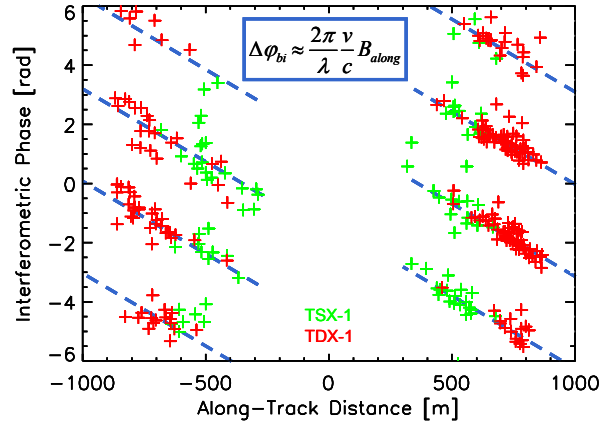 6
Δφ_bi ≈ 2π/λ v/c B_along
4
2
0
-2
-4
-6
Interferometric Phase [rad]
TSX-1
TDX-1
-1000 -500 0 500 1000
Along-Track Distance [m]